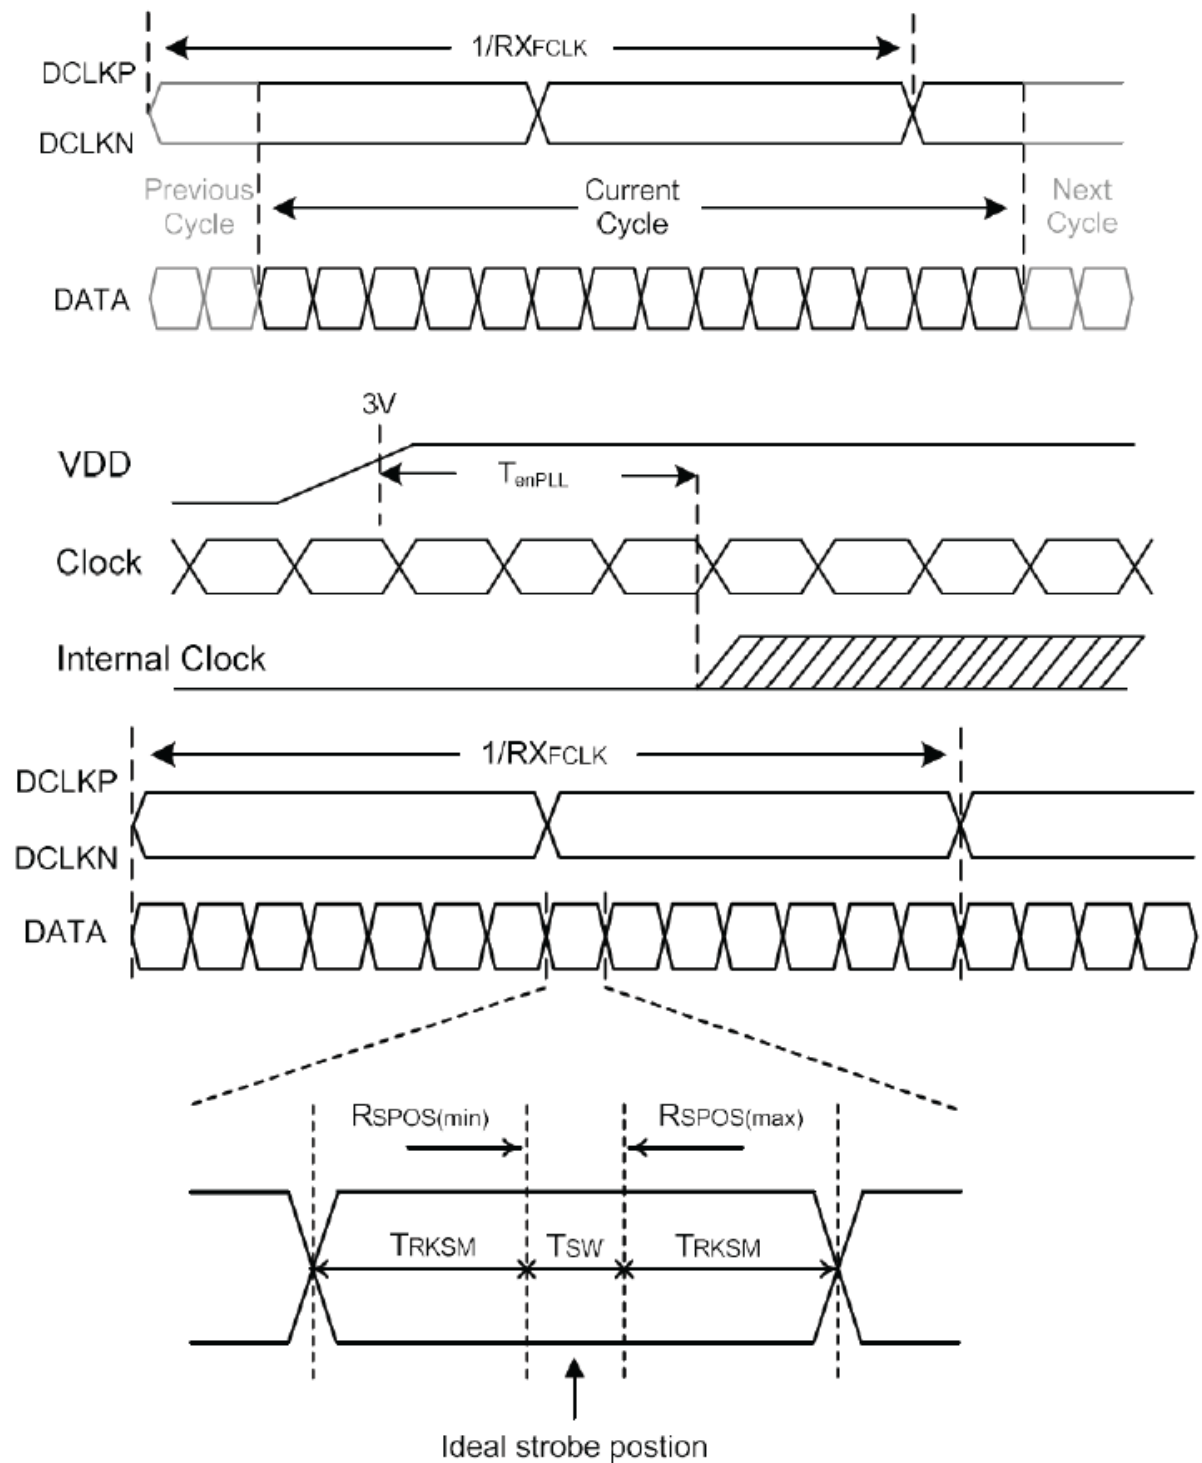 1/RXFCLK
DCLKP
DCLKN
Previous
Cycle
Current
Cycle
Next
Cycle
DATA
3V
VDD
TenPLL
Clock
Internal Clock
1/RXFCLK
DCLKP
DCLKN
DATA
RSPOS(min)
RSPOS(max)
TRKSM
TSW
TRKSM
Ideal strobe postion